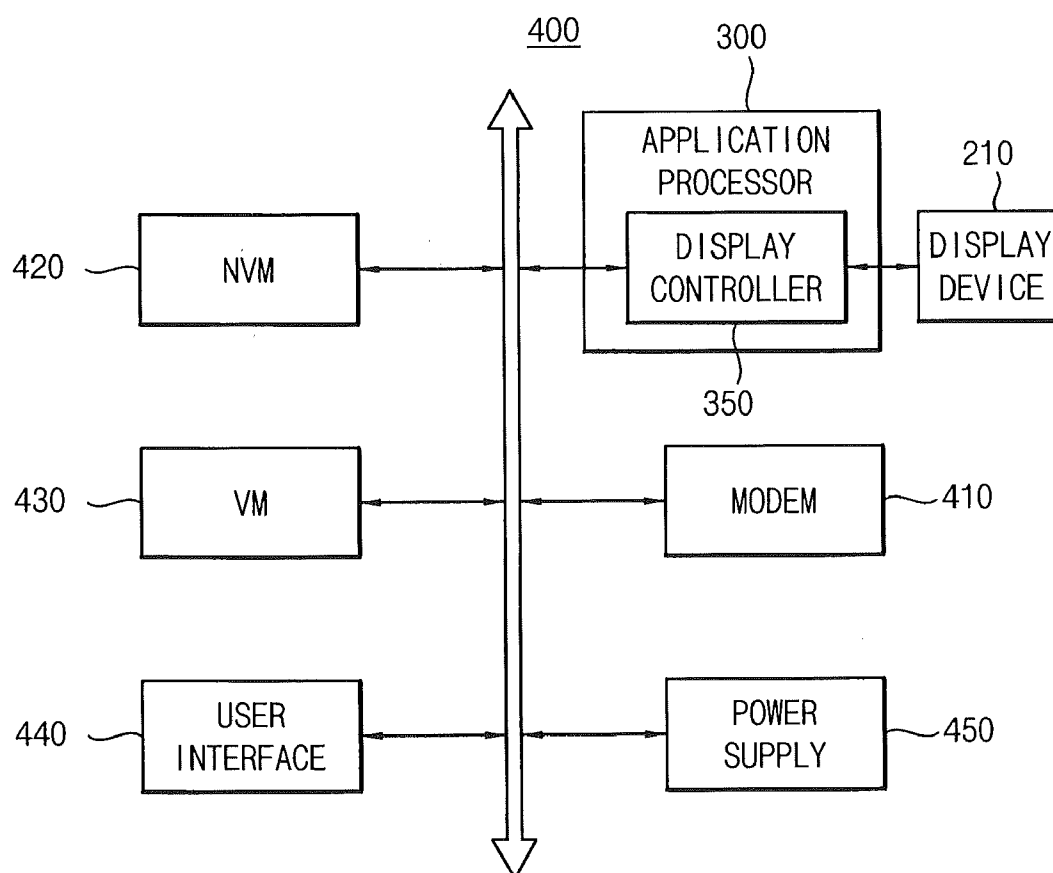 400
300
APPLICATION
PROCESSOR
210
420
NVM
DISPLAY
CONTROLLER
DISPLAY
DEVICE
350
430
VM
MODEM
410
440
USER
INTERFACE
POWER
SUPPLY
450